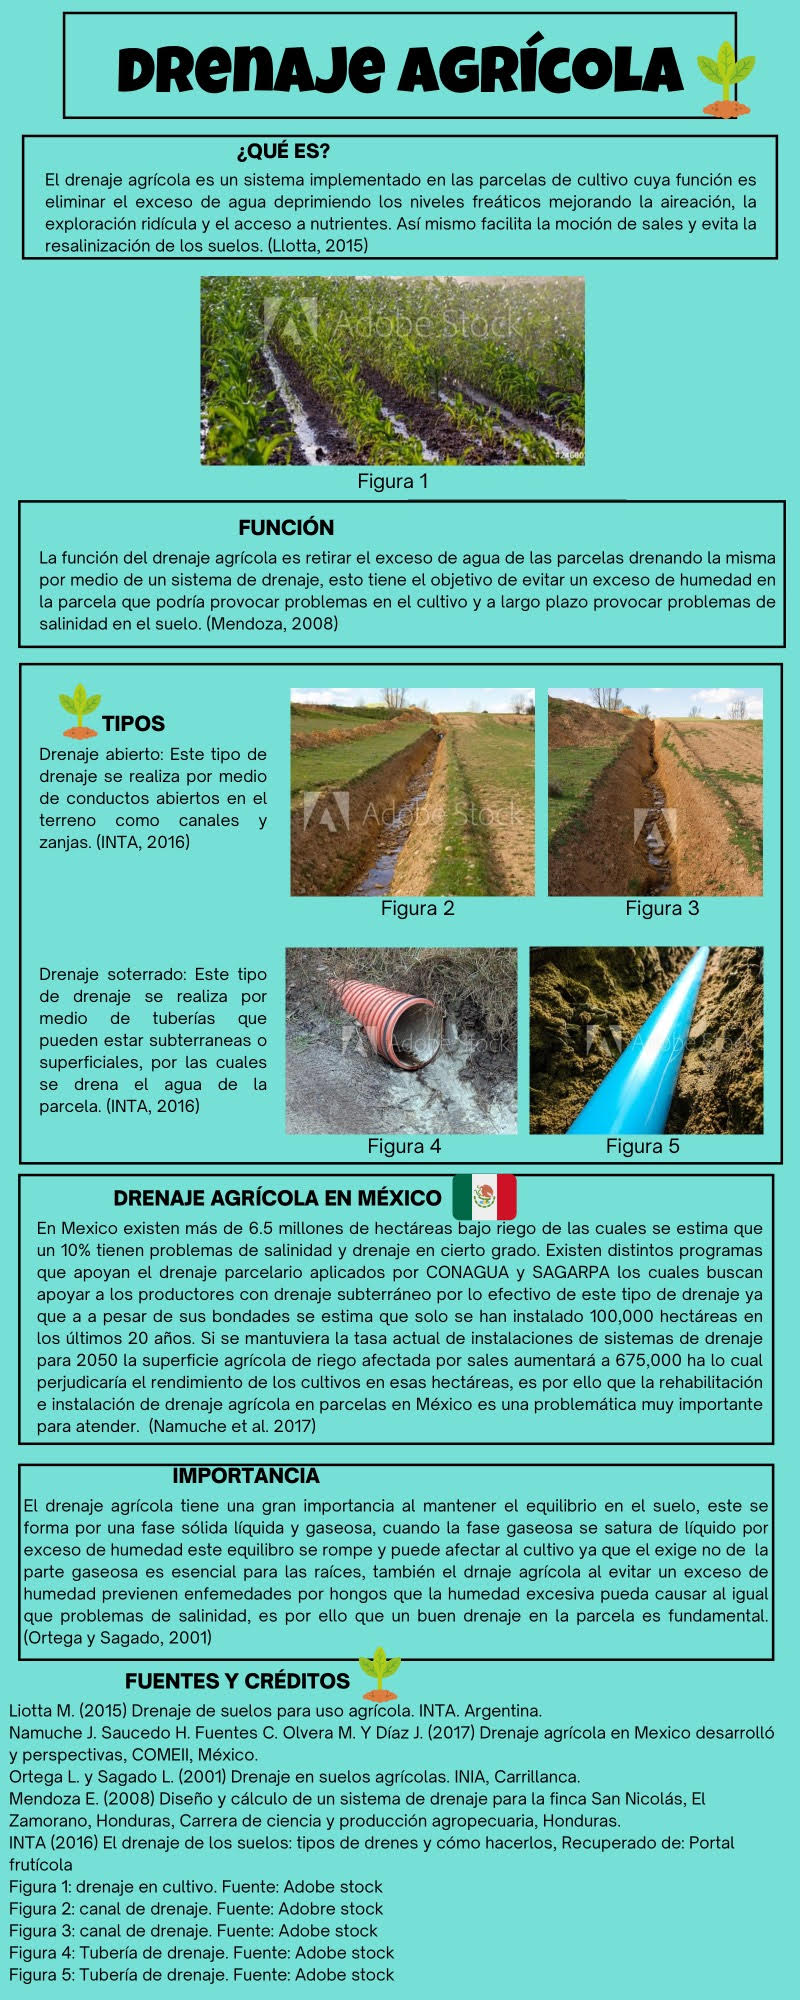 DRENAJE AGRÍCOLA
¿QUÉ ES?
El drenaje agrícola es un sistema implementado en las parcelas de cultivo cuya función es
eliminar el exceso de agua deprimiendo los niveles freáticos mejorando la aireación, la
exploración ridícula y el acceso a nutrientes. Así mismo facilita la moción de sales y evita la
resalinización de los suelos. (Llotta, 2015)
Adobe Stock
Figura 1
FUNCIÓN
La función del drenaje agrícola es retirar el exceso de agua de las parcelas drenando la misma
por medio de un sistema de drenaje, esto tiene el objetivo de evitar un exceso de humedad en
la parcela que podría provocar problemas en el cultivo y a largo plazo provocar problemas de
salinidad en el suelo. (Mendoza, 2008)
TIPOS
Drenaje abierto: Este tipo de
drenaje se realiza por medio
de conductos abiertos en el
terreno como canales y
zanjas. (INTA, 2016)
Adobe Stock
Figura 2
Figura 3
Drenaje soterrado: Este tipo
de drenaje se realiza por
medio de tuberías que
pueden estar subterraneas o
superficiales, por las cuales
se drena el agua de la
parcela. (INTA, 2016)
Adobe Stock
Figura 4
Figura 5
DRENAJE AGRÍCOLA EN MÉXICO
En Mexico existen más de 6.5 millones de hectáreas bajo riego de las cuales se estima que
un 10% tienen problemas de salinidad y drenaje en cierto grado. Existen distintos programas
que apoyan el drenaje parcelario aplicados por CONAGUA y SAGARPA los cuales buscan
apoyar a los productores con drenaje subterráneo por lo efectivo de este tipo de drenaje ya
que a a pesar de sus bondades se estima que solo se han instalado 100,000 hectáreas en
los últimos 20 años. Si se mantuviera la tasa actual de instalaciones de sistemas de drenaje
para 2050 la superficie agrícola de riego afectada por sales aumentará a 675,000 ha lo cual
perjudicaría el rendimiento de los cultivos en esas hectáreas, es por ello que la rehabilitación
e instalación de drenaje agrícola en parcelas en México es una problemática muy importante
para atender. (Namuche et al. 2017)
IMPORTANCIA
El drenaje agrícola tiene una gran importancia al mantener el equilibrio en el suelo, este se
forma por una fase sólida líquida y gaseosa, cuando la fase gaseosa se satura de líquido por
exceso de humedad este equilibro se rompe y puede afectar al cultivo ya que el exige no de la
parte gaseosa es esencial para las raíces, también el drnaje agrícola al evitar un exceso de
humedad previenen enfemedades por hongos que la humedad excesiva pueda causar al igual
que problemas de salinidad, es por ello que un buen drenaje en la parcela es fundamental.
(Ortega y Sagado, 2001)
FUENTES Y CRÉDITOS
Liotta M. (2015) Drenaje de suelos para uso agrícola. INTA. Argentina.
Namuche J. Saucedo H. Fuentes C. Olvera M. Y Díaz J. (2017) Drenaje agrícola en Mexico desarrolló
y perspectivas, COMEII, México.
Ortega L. y Sagado L. (2001) Drenaje en suelos agrícolas. INIA, Carrillanca.
Mendoza E. (2008) Diseño y cálculo de un sistema de drenaje para la finca San Nicolás, El
Zamorano, Honduras, Carrera de ciencia y producción agropecuaria, Honduras.
INTA (2016) El drenaje de los suelos: tipos de drenes y cómo hacerlos, Recuperado de: Portal
frutícola
Figura 1: drenaje en cultivo. Fuente: Adobe stock
Figura 2: canal de drenaje. Fuente: Adobre stock
Figura 3: canal de drenaje. Fuente: Adobe stock
Figura 4: Tubería de drenaje. Fuente: Adobe stock
Figura 5: Tubería de drenaje. Fuente: Adobe stock